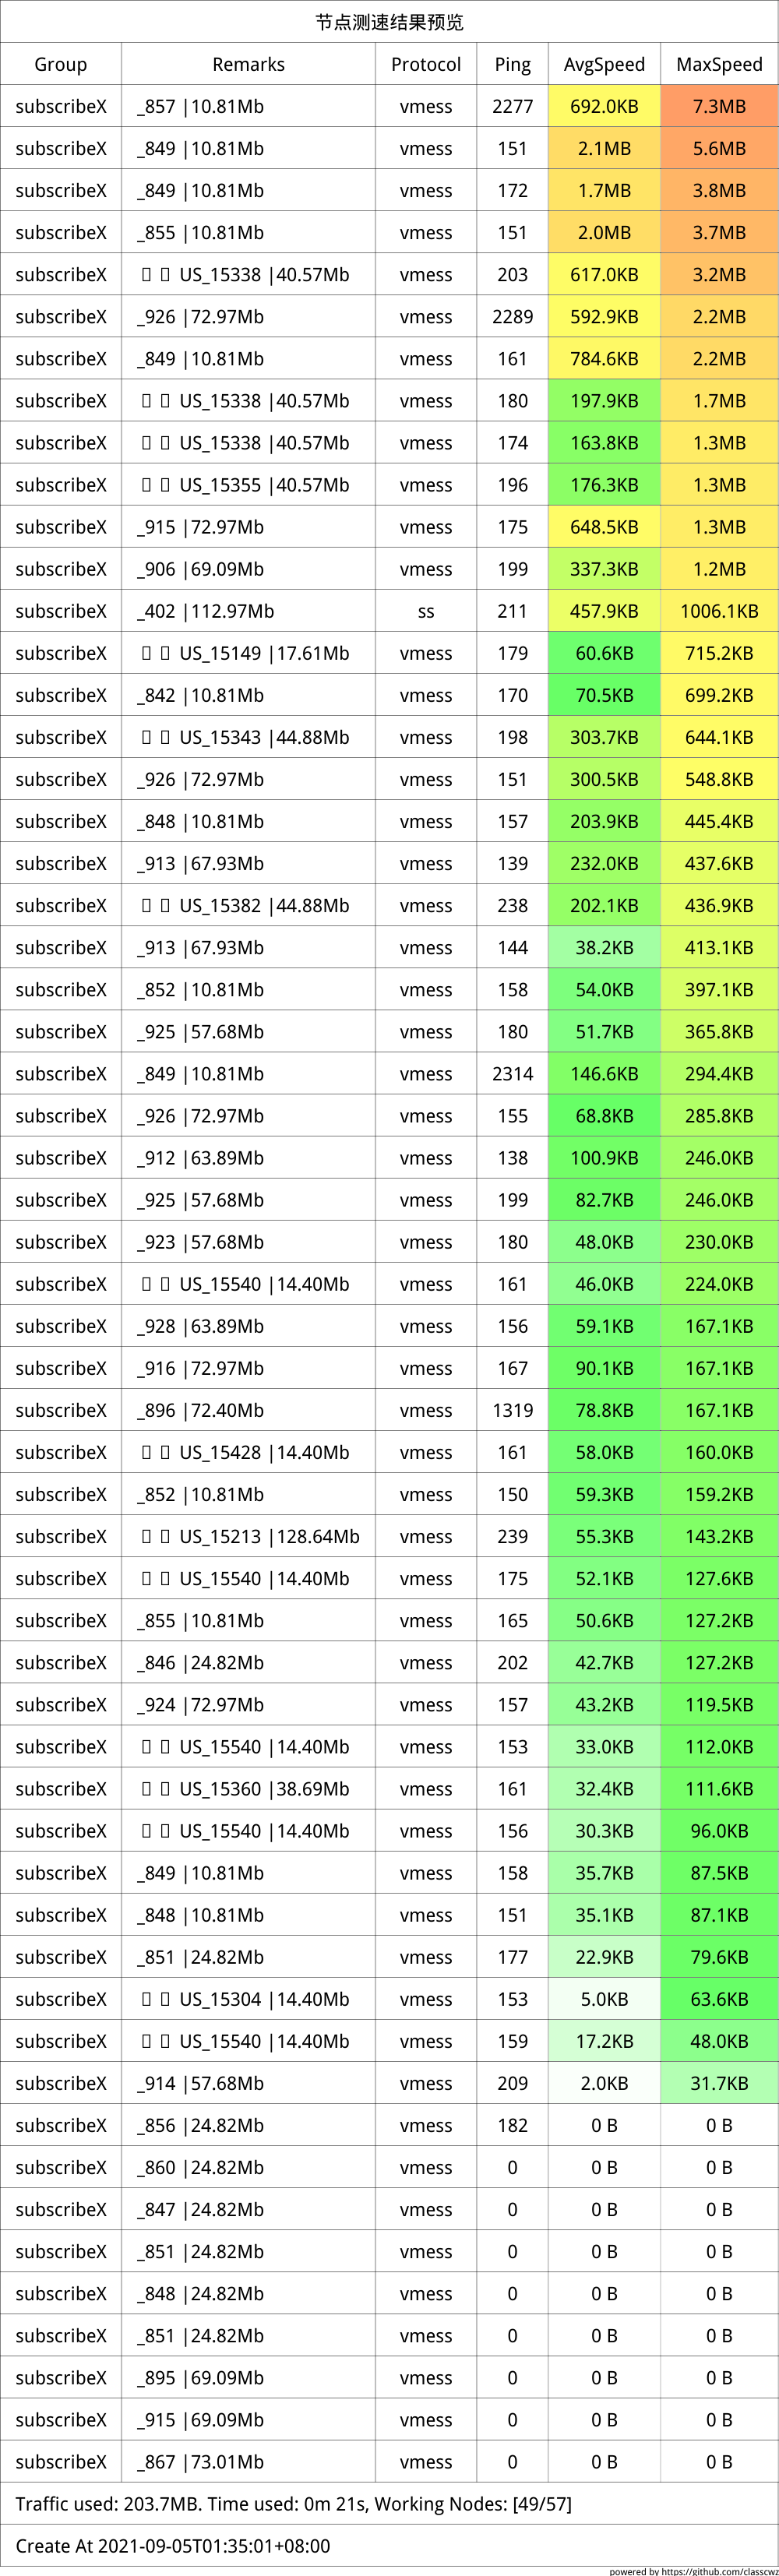 节点测速结果预览
Group Remarks Protocol Ping AvgSpeed MaxSpeed
subscribeX _857 |10.81Mb vmess 2277 692.0KB 7.3MB
subscribeX _849 |10.81Mb vmess 151 2.1MB 5.6MB
subscribeX _849 |10.81Mb vmess 172 1.7MB 3.8MB
subscribeX _855 |10.81Mb vmess 151 2.0MB 3.7MB
subscribeX US_15338 |40.57Mb vmess 203 617.0KB 3.2MB
subscribeX _926 |72.97Mb vmess 2289 592.9KB 2.2MB
subscribeX _849 |10.81Mb vmess 161 784.6KB 2.2MB
subscribeX US_15338 |40.57Mb vmess 180 197.9KB 1.7MB
subscribeX US_15338 |40.57Mb vmess 174 163.8KB 1.3MB
subscribeX US_15355 |40.57Mb vmess 196 176.3KB 1.3MB
subscribeX _915 |72.97Mb vmess 175 648.5KB 1.3MB
subscribeX _906 |69.09Mb vmess 199 337.3KB 1.2MB
subscribeX _402 |112.97Mb ss 211 457.9KB 1006.1KB
subscribeX US_15149 |17.61Mb vmess 179 60.6KB 715.2KB
subscribeX _842 |10.81Mb vmess 170 70.5KB 699.2KB
subscribeX US_15343 |44.88Mb vmess 198 303.7KB 644.1KB
subscribeX _926 |72.97Mb vmess 151 300.5KB 548.8KB
subscribeX _848 |10.81Mb vmess 157 203.9KB 445.4KB
subscribeX _913 |67.93Mb vmess 139 232.0KB 437.6KB
subscribeX US_15382 |44.88Mb vmess 238 202.1KB 436.9KB
subscribeX _913 |67.93Mb vmess 144 38.2KB 413.1KB
subscribeX _852 |10.81Mb vmess 158 54.0KB 397.1KB
subscribeX _925 |57.68Mb vmess 180 51.7KB 365.8KB
subscribeX _849 |10.81Mb vmess 2314 146.6KB 294.4KB
subscribeX _926 |72.97Mb vmess 155 68.8KB 285.8KB
subscribeX _912 |63.89Mb vmess 138 100.9KB 246.0KB
subscribeX _925 |57.68Mb vmess 199 82.7KB 246.0KB
subscribeX _923 |57.68Mb vmess 180 48.0KB 230.0KB
subscribeX US_15540 |14.40Mb vmess 161 46.0KB 224.0KB
subscribeX _928 |63.89Mb vmess 156 59.1KB 167.1KB
subscribeX _916 |72.97Mb vmess 167 90.1KB 167.1KB
subscribeX _896 |72.40Mb vmess 1319 78.8KB 167.1KB
subscribeX US_15428 |14.40Mb vmess 161 58.0KB 160.0KB
subscribeX _852 |10.81Mb vmess 150 59.3KB 159.2KB
subscribeX US_15213 |128.64Mb vmess 239 55.3KB 143.2KB
subscribeX US_15540 |14.40Mb vmess 175 52.1KB 127.6KB
subscribeX _855 |10.81Mb vmess 165 50.6KB 127.2KB
subscribeX _846 |24.82Mb vmess 202 42.7KB 127.2KB
subscribeX _924 |72.97Mb vmess 157 43.2KB 119.5KB
subscribeX US_15540 |14.40Mb vmess 153 33.0KB 112.0KB
subscribeX US_15360 |38.69Mb vmess 161 32.4KB 111.6KB
subscribeX US_15540 |14.40Mb vmess 156 30.3KB 96.0KB
subscribeX _849 |10.81Mb vmess 158 35.7KB 87.5KB
subscribeX _848 |10.81Mb vmess 151 35.1KB 87.1KB
subscribeX _851 |24.82Mb vmess 177 22.9KB 79.6KB
subscribeX US_15304 |14.40Mb vmess 153 5.0KB 63.6KB
subscribeX US_15540 |14.40Mb vmess 159 17.2KB 48.0KB
subscribeX _914 |57.68Mb vmess 209 2.0KB 31.7KB
subscribeX _856 |24.82Mb vmess 182 0 B 0 B
subscribeX _860 |24.82Mb vmess 0 0 B 0 B
subscribeX _847 |24.82Mb vmess 0 0 B 0 B
subscribeX _851 |24.82Mb vmess 0 0 B 0 B
subscribeX _848 |24.82Mb vmess 0 0 B 0 B
subscribeX _851 |24.82Mb vmess 0 0 B 0 B
subscribeX _895 |69.09Mb vmess 0 0 B 0 B
subscribeX _915 |69.09Mb vmess 0 0 B 0 B
subscribeX _867 |73.01Mb vmess 0 0 B 0 B
Traffic used: 203.7MB. Time used: 0m 21s, Working Nodes: [49/57]
Create At 2021-09-05T01:35:01+08:00
powered by https://github.com/classcwz